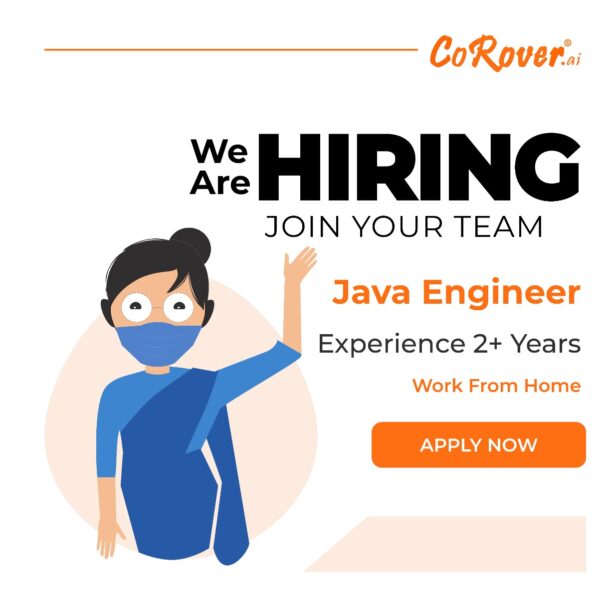 CoRover®.ai
We Are HIRING
JOIN YOUR TEAM
Java Engineer
Experience 2+ Years
Work From Home
APPLY NOW